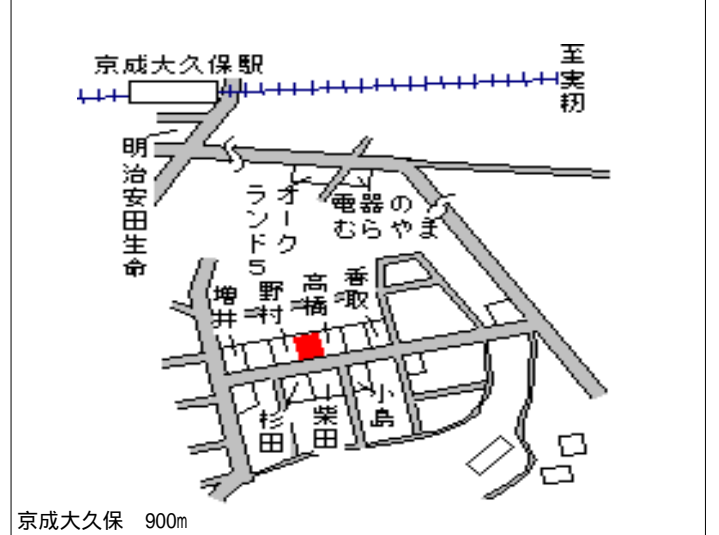 京成大久保駅
至実籾
明治安田生命
オーク
ランド5
電器の
むらやま
増井
野村
高橋
香取
杉田
柴田
小島
京成大久保　900m